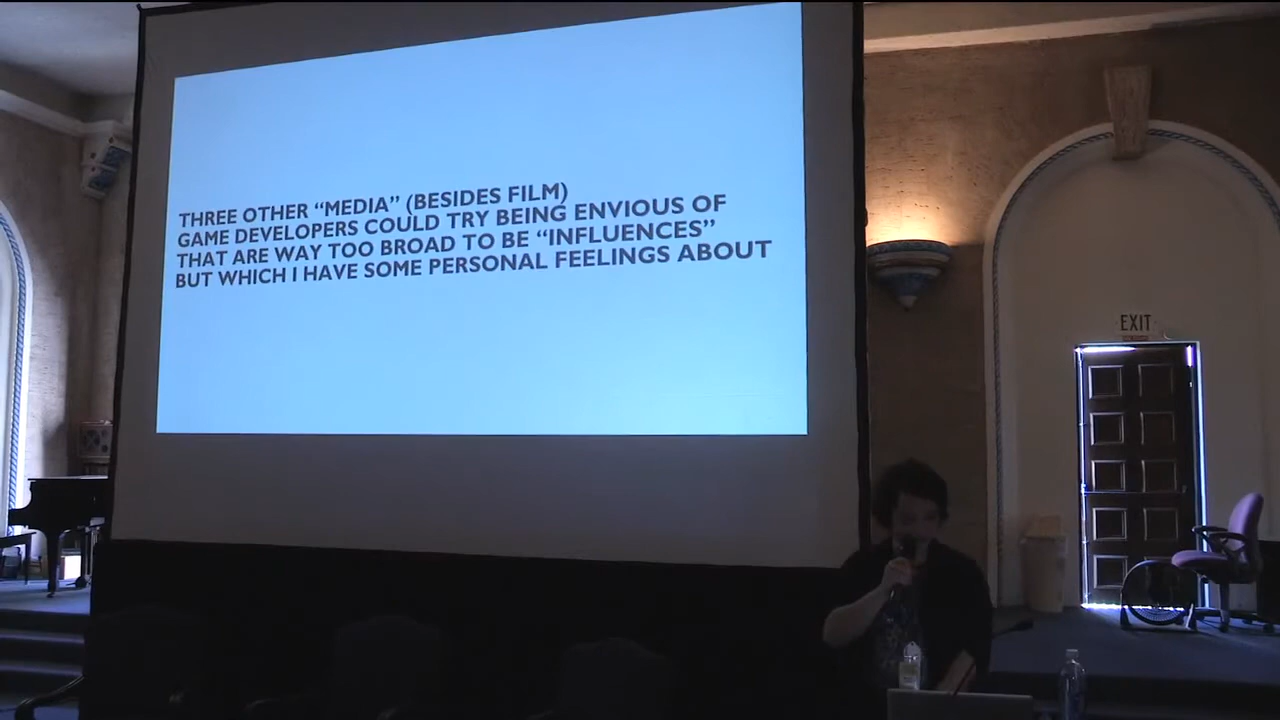 THREE OTHER “MEDIA” (BESIDES FILM)
GAME DEVELOPERS COULD TRY BEING ENVIOUS OF
THAT ARE WAY TOO BROAD TO BE “INFLUENCES”
BUT WHICH I HAVE SOME PERSONAL FEELINGS ABOUT
EXIT